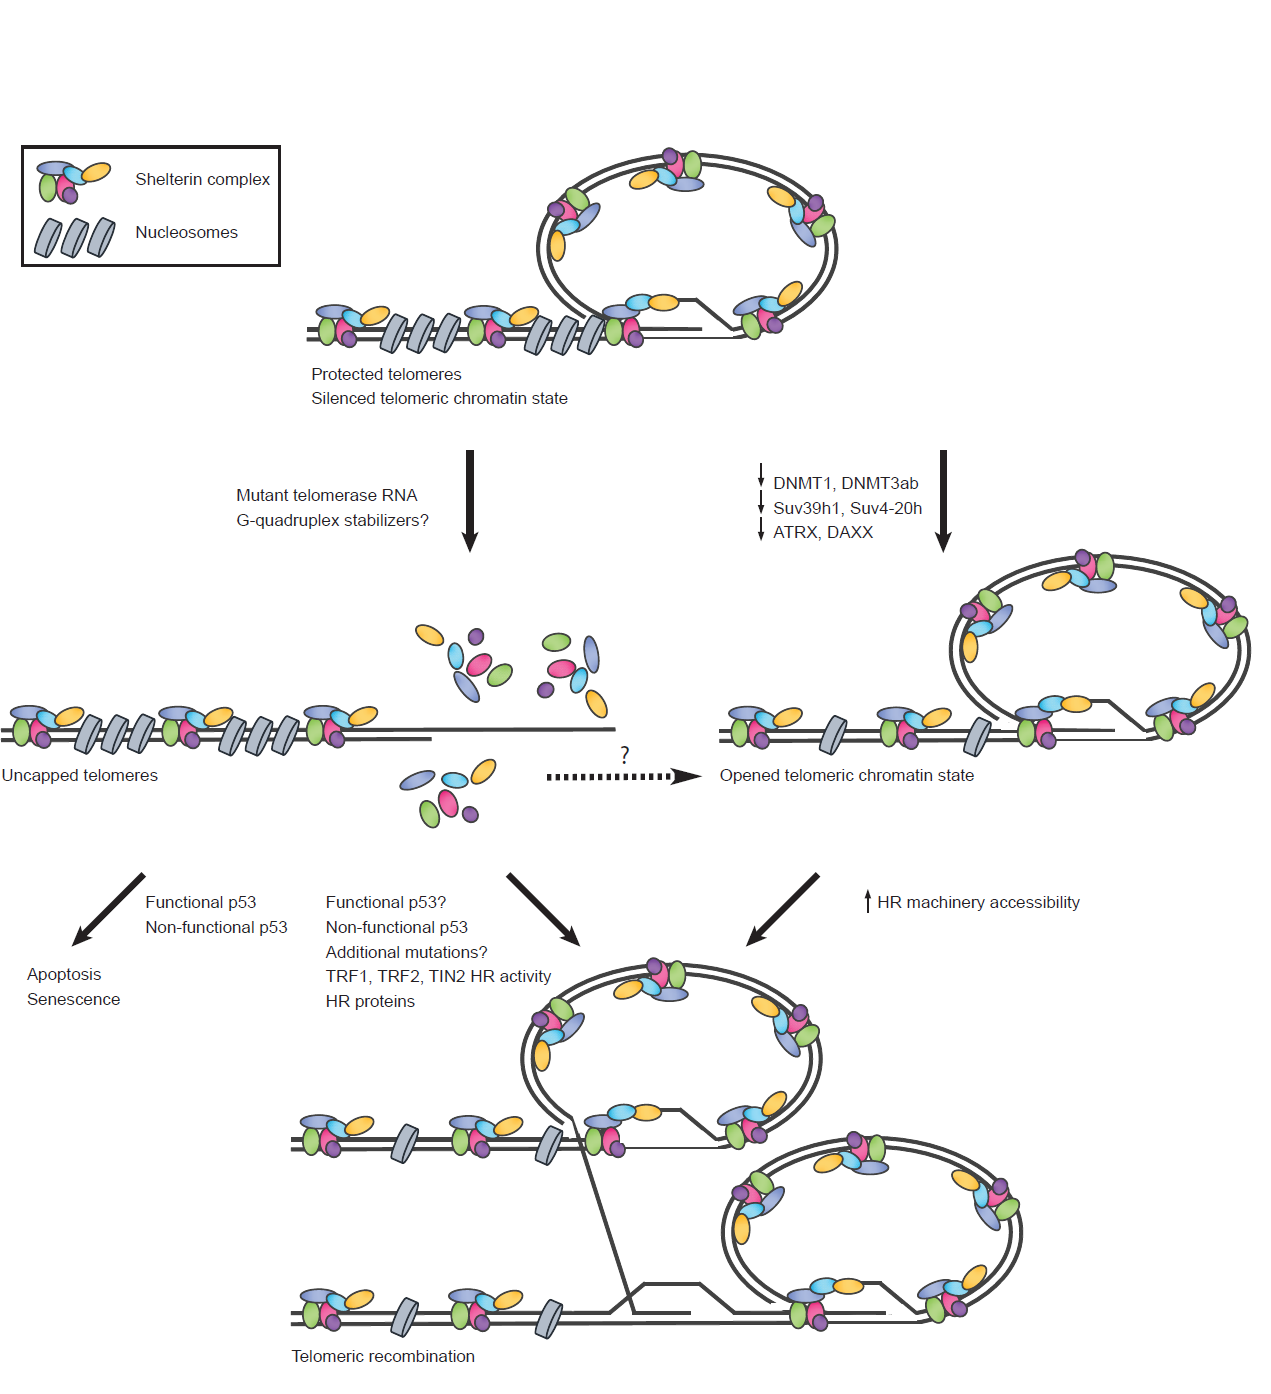 Shelterin complex
Nucleosomes
Protected telomeres
Silenced telomeric chromatin state
Mutant telomerase RNA
G-quadruplex stabilizers?
DNMT1, DNMT3ab
Suv39h1, Suv4-20h
ATRX, DAXX
Uncapped telomeres
?
Opened telomeric chromatin state
Functional p53
Non-functional p53
Apoptosis
Senescence
Functional p53?
Non-functional p53
Additional mutations?
TRF1, TRF2, TIN2 HR activity
HR proteins
HR machinery accessibility
Telomeric recombination